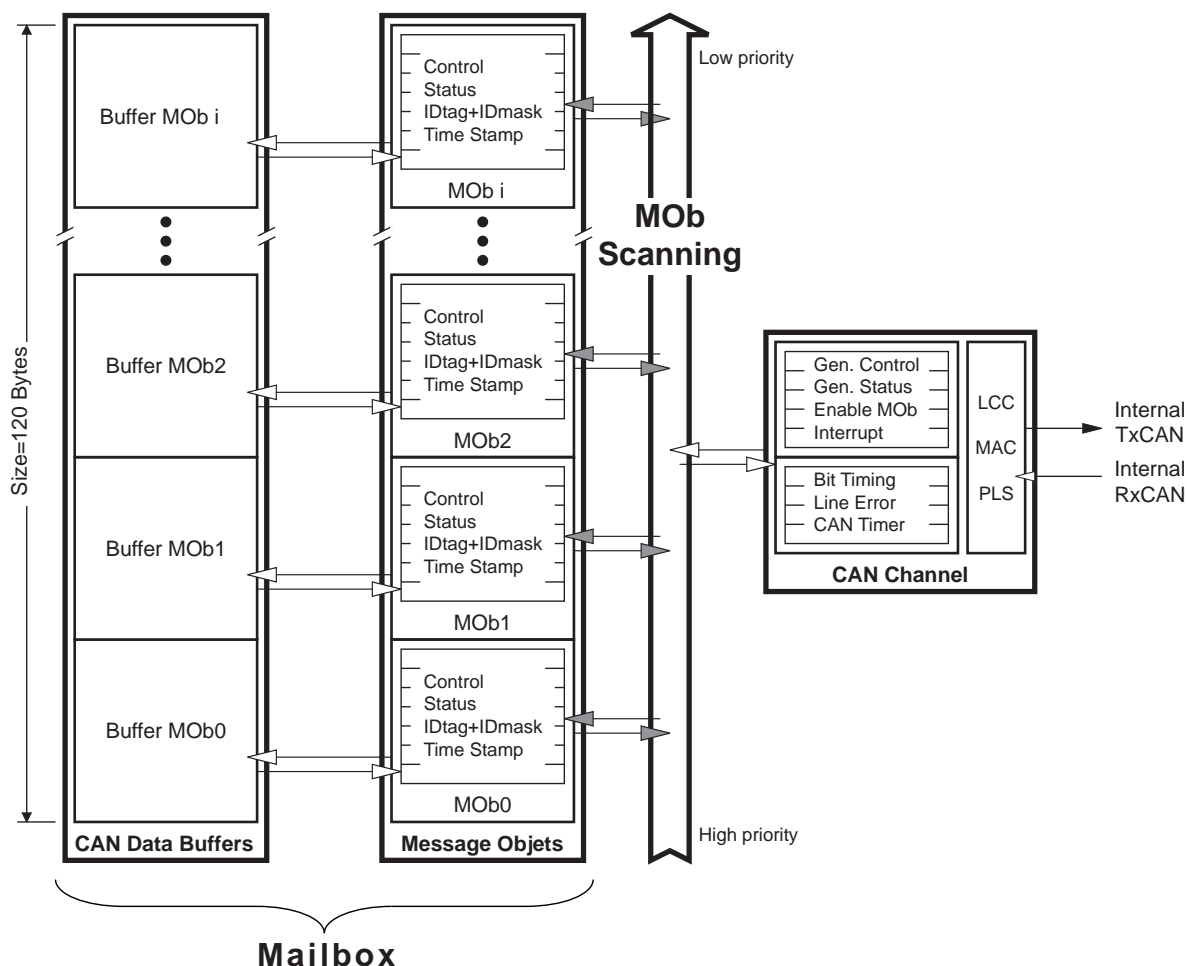 Size=120 Bytes
Buffer MOb i
Buffer MOb2
Buffer MOb1
Buffer MOb0
CAN Data Buffers
Control
Status
IDtag+IDmask
Time Stamp
MOb i
Control
Status
IDtag+IDmask
Time Stamp
MOb2
Control
Status
IDtag+IDmask
Time Stamp
MOb1
Control
Status
IDtag+IDmask
Time Stamp
MOb0
Message Objets
Mailbox
Low priority
MOb
Scanning
High priority
Gen. Control
Gen. Status
Enable MOb
Interrupt
Bit Timing
Line Error
CAN Timer
LCC
MAC
PLS
CAN Channel
Internal
TxCAN
Internal
RxCAN